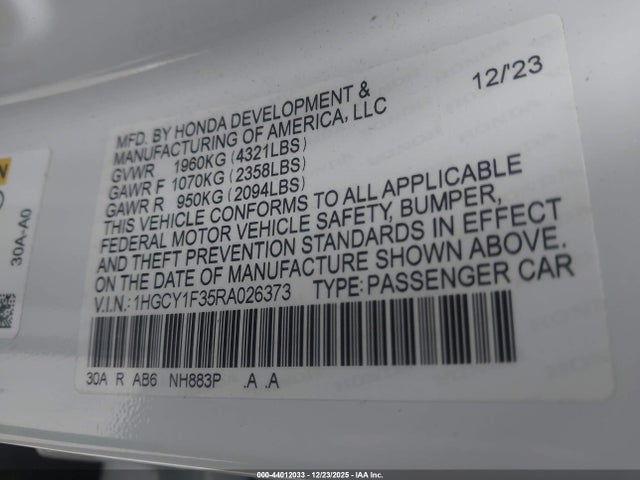 12/'23
MFD. BY HONDA DEVELOPMENT &
MANUFACTURING OF AMERICA, LLC
GVWR 1960KG (4321LBS)
GAWR F 1070KG (2358LBS)
GAWR R 950KG (2094LBS)
THIS VEHICLE CONFORMS TO ALL APPLICABLE
FEDERAL MOTOR VEHICLE SAFETY, BUMPER,
AND THEFT PREVENTION STANDARDS IN EFFECT
ON THE DATE OF MANUFACTURE SHOWN ABOVE.
V.I.N.: 1HGCY1F35RA026373 TYPE: PASSENGER CAR
30A R AB6 NH883P .A .A
30A-A0
000-44012033 - 12/23/2025 - IAA Inc.